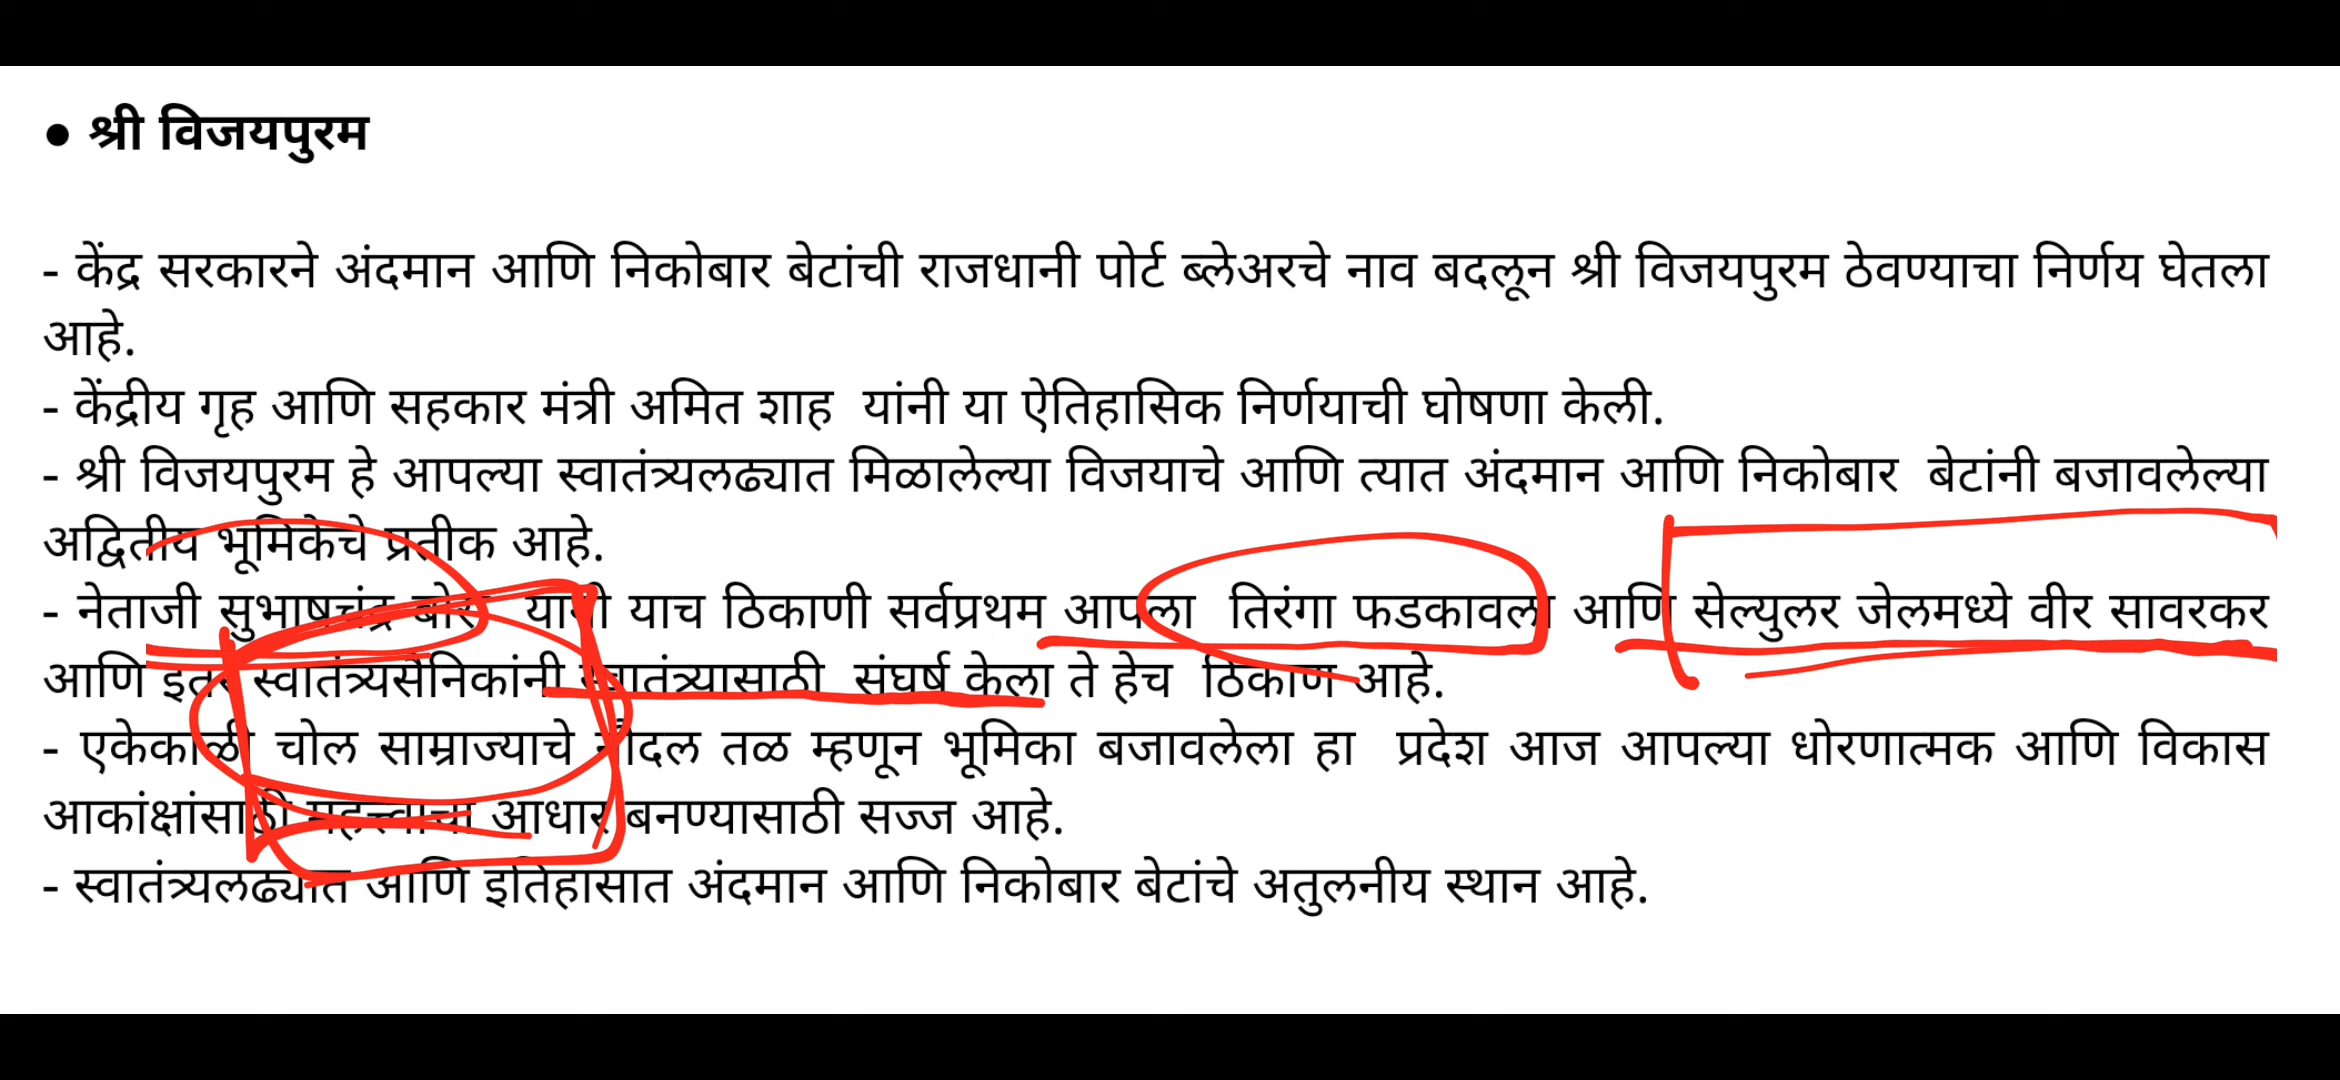 ● श्री विजयपुरम
- केंद्र सरकारने अंदमान आणि निकोबार बेटांची राजधानी पोर्ट ब्लेअरचे नाव बदलून श्री विजयपुरम ठेवण्याचा निर्णय घेतला
आहे.
- केंद्रीय गृह आणि सहकार मंत्री अमित शाह यांनी या ऐतिहासिक निर्णयाची घोषणा केली.
- श्री विजयपुरम हे आपल्या स्वातंत्र्यलढ्यात मिळालेल्या विजयाचे आणि त्यात अंदमान आणि निकोबार बेटांनी बजावलेल्या
अद्वितीय भूमिकेचे प्रतीक आहे.
- नेताजी सुभाषचंद्र बोस यांनी याच ठिकाणी सर्वप्रथम आपला तिरंगा फडकावला आणि सेल्युलर जेलमध्ये वीर सावरकर
आणि इतर स्वातंत्र्यसैनिकांनी स्वातंत्र्यासाठी संघर्ष केला ते हेच ठिकाण आहे.
- एकेकाळी चोल साम्राज्याचे नौदल तळ म्हणून भूमिका बजावलेला हा प्रदेश आज आपल्या धोरणात्मक आणि विकास
आकांक्षांसाठी महत्त्वाचा आधार बनण्यासाठी सज्ज आहे.
- स्वातंत्र्यलढ्यात आणि इतिहासात अंदमान आणि निकोबार बेटांचे अतुलनीय स्थान आहे.